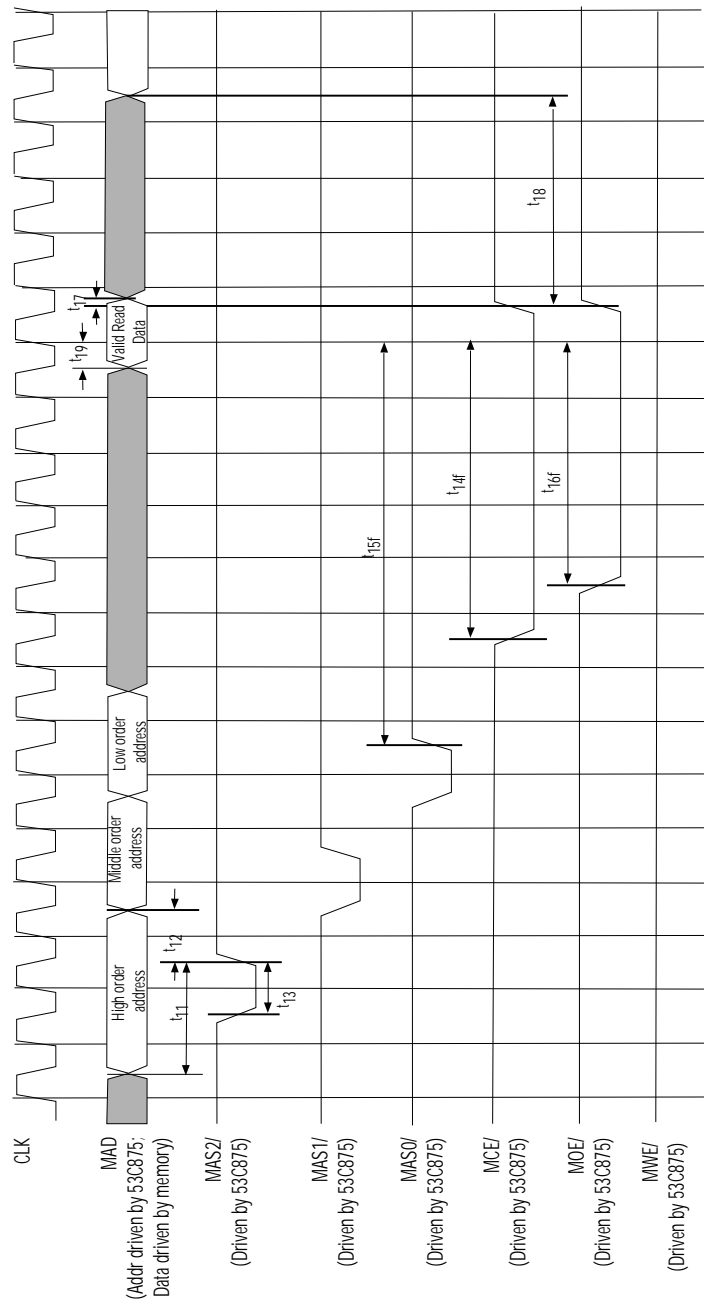 CLK
MAD
(Addr driven by 53C875;
Data driven by memory)
High order
address
Middle order
address
Low order
address
Valid Read
Data
t19
t17
t11
t12
MAS2/
(Driven by 53C875)
t13
MAS1/
(Driven by 53C875)
MAS0/
(Driven by 53C875)
t15f
MCE/
(Driven by 53C875)
t14f
MOE/
(Driven by 53C875)
t16f
t18
MWE/
(Driven by 53C875)